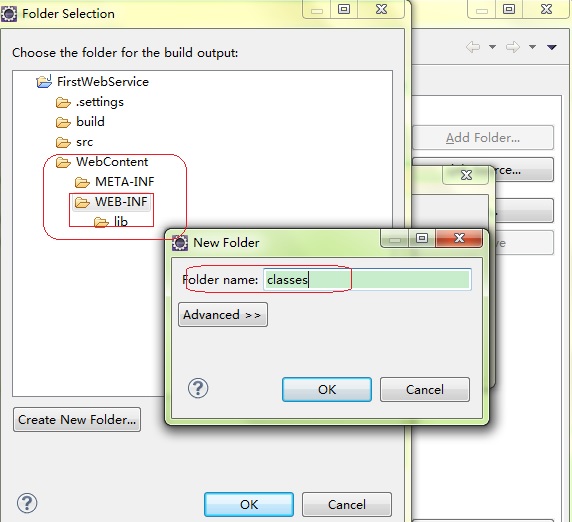 Folder Selection
Choose the folder for the build output:
FirstWebService
.settings
build
src
WebContent
META-INF
WEB-INF
lib
Create New Folder...
OK
Cancel
Add Folder...
New Folder
Folder name: classes
Advanced >>
OK
Cancel